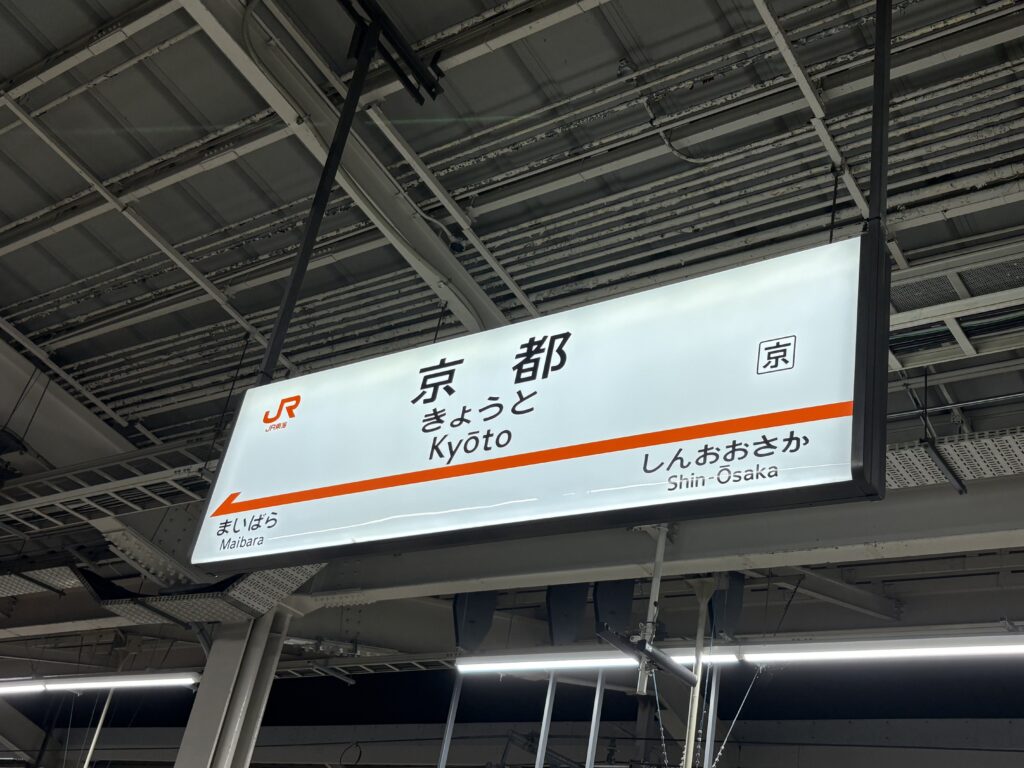 JR
JR東海
京都
京
きょうと
Kyōto
しんおおさか
Shin-Ōsaka
まいばら
Maibara